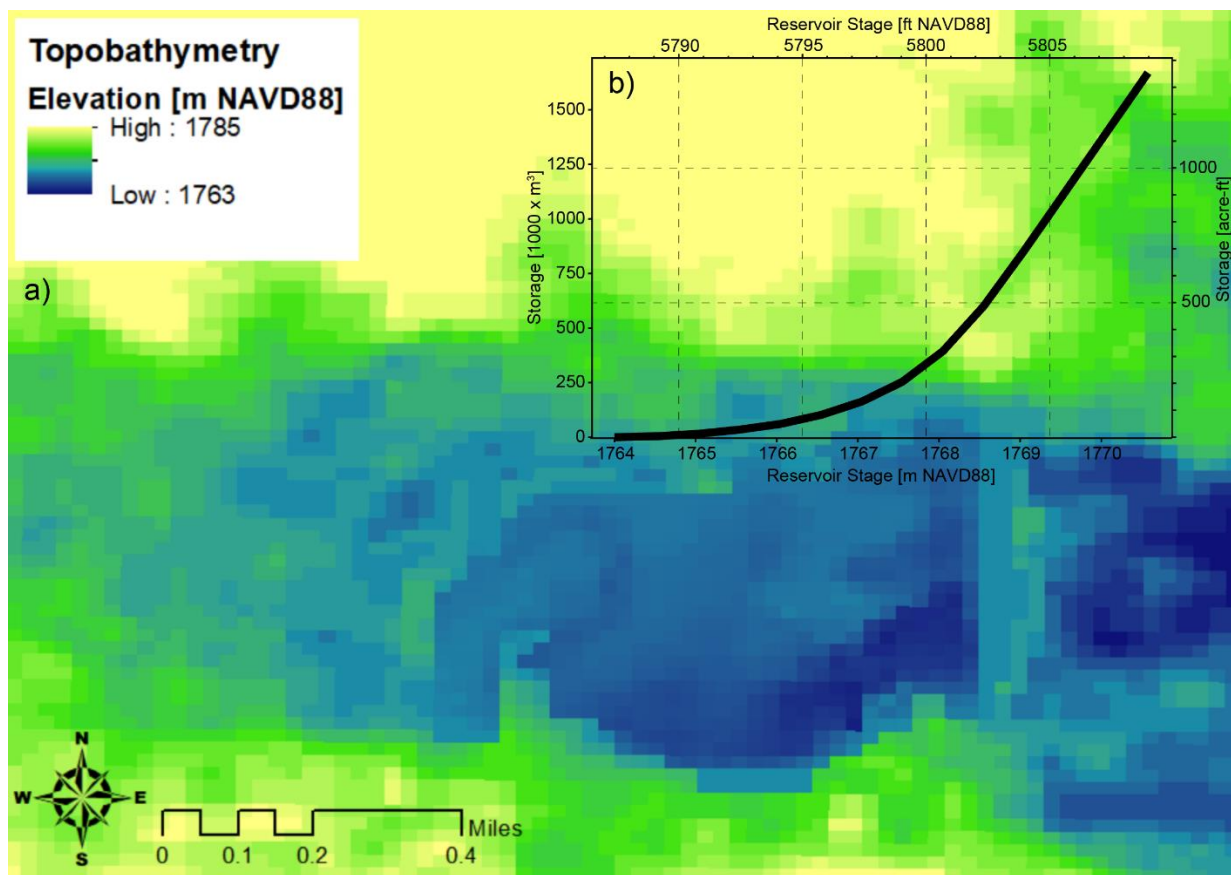 Topobathymetry
Elevation [m NAVD88]
High : 1785
Low : 1763
a)
Reservoir Stage [ft NAVD88]
5790 5795 5800 5805
b)
Storage [1000 x m³]
1500
1250
1000
750
500
250
0
1000
500
Storage [acre-ft]
1764 1765 1766 1767 1768 1769 1770
Reservoir Stage [m NAVD88]
N
W E
S
Miles
0 0.1 0.2 0.4